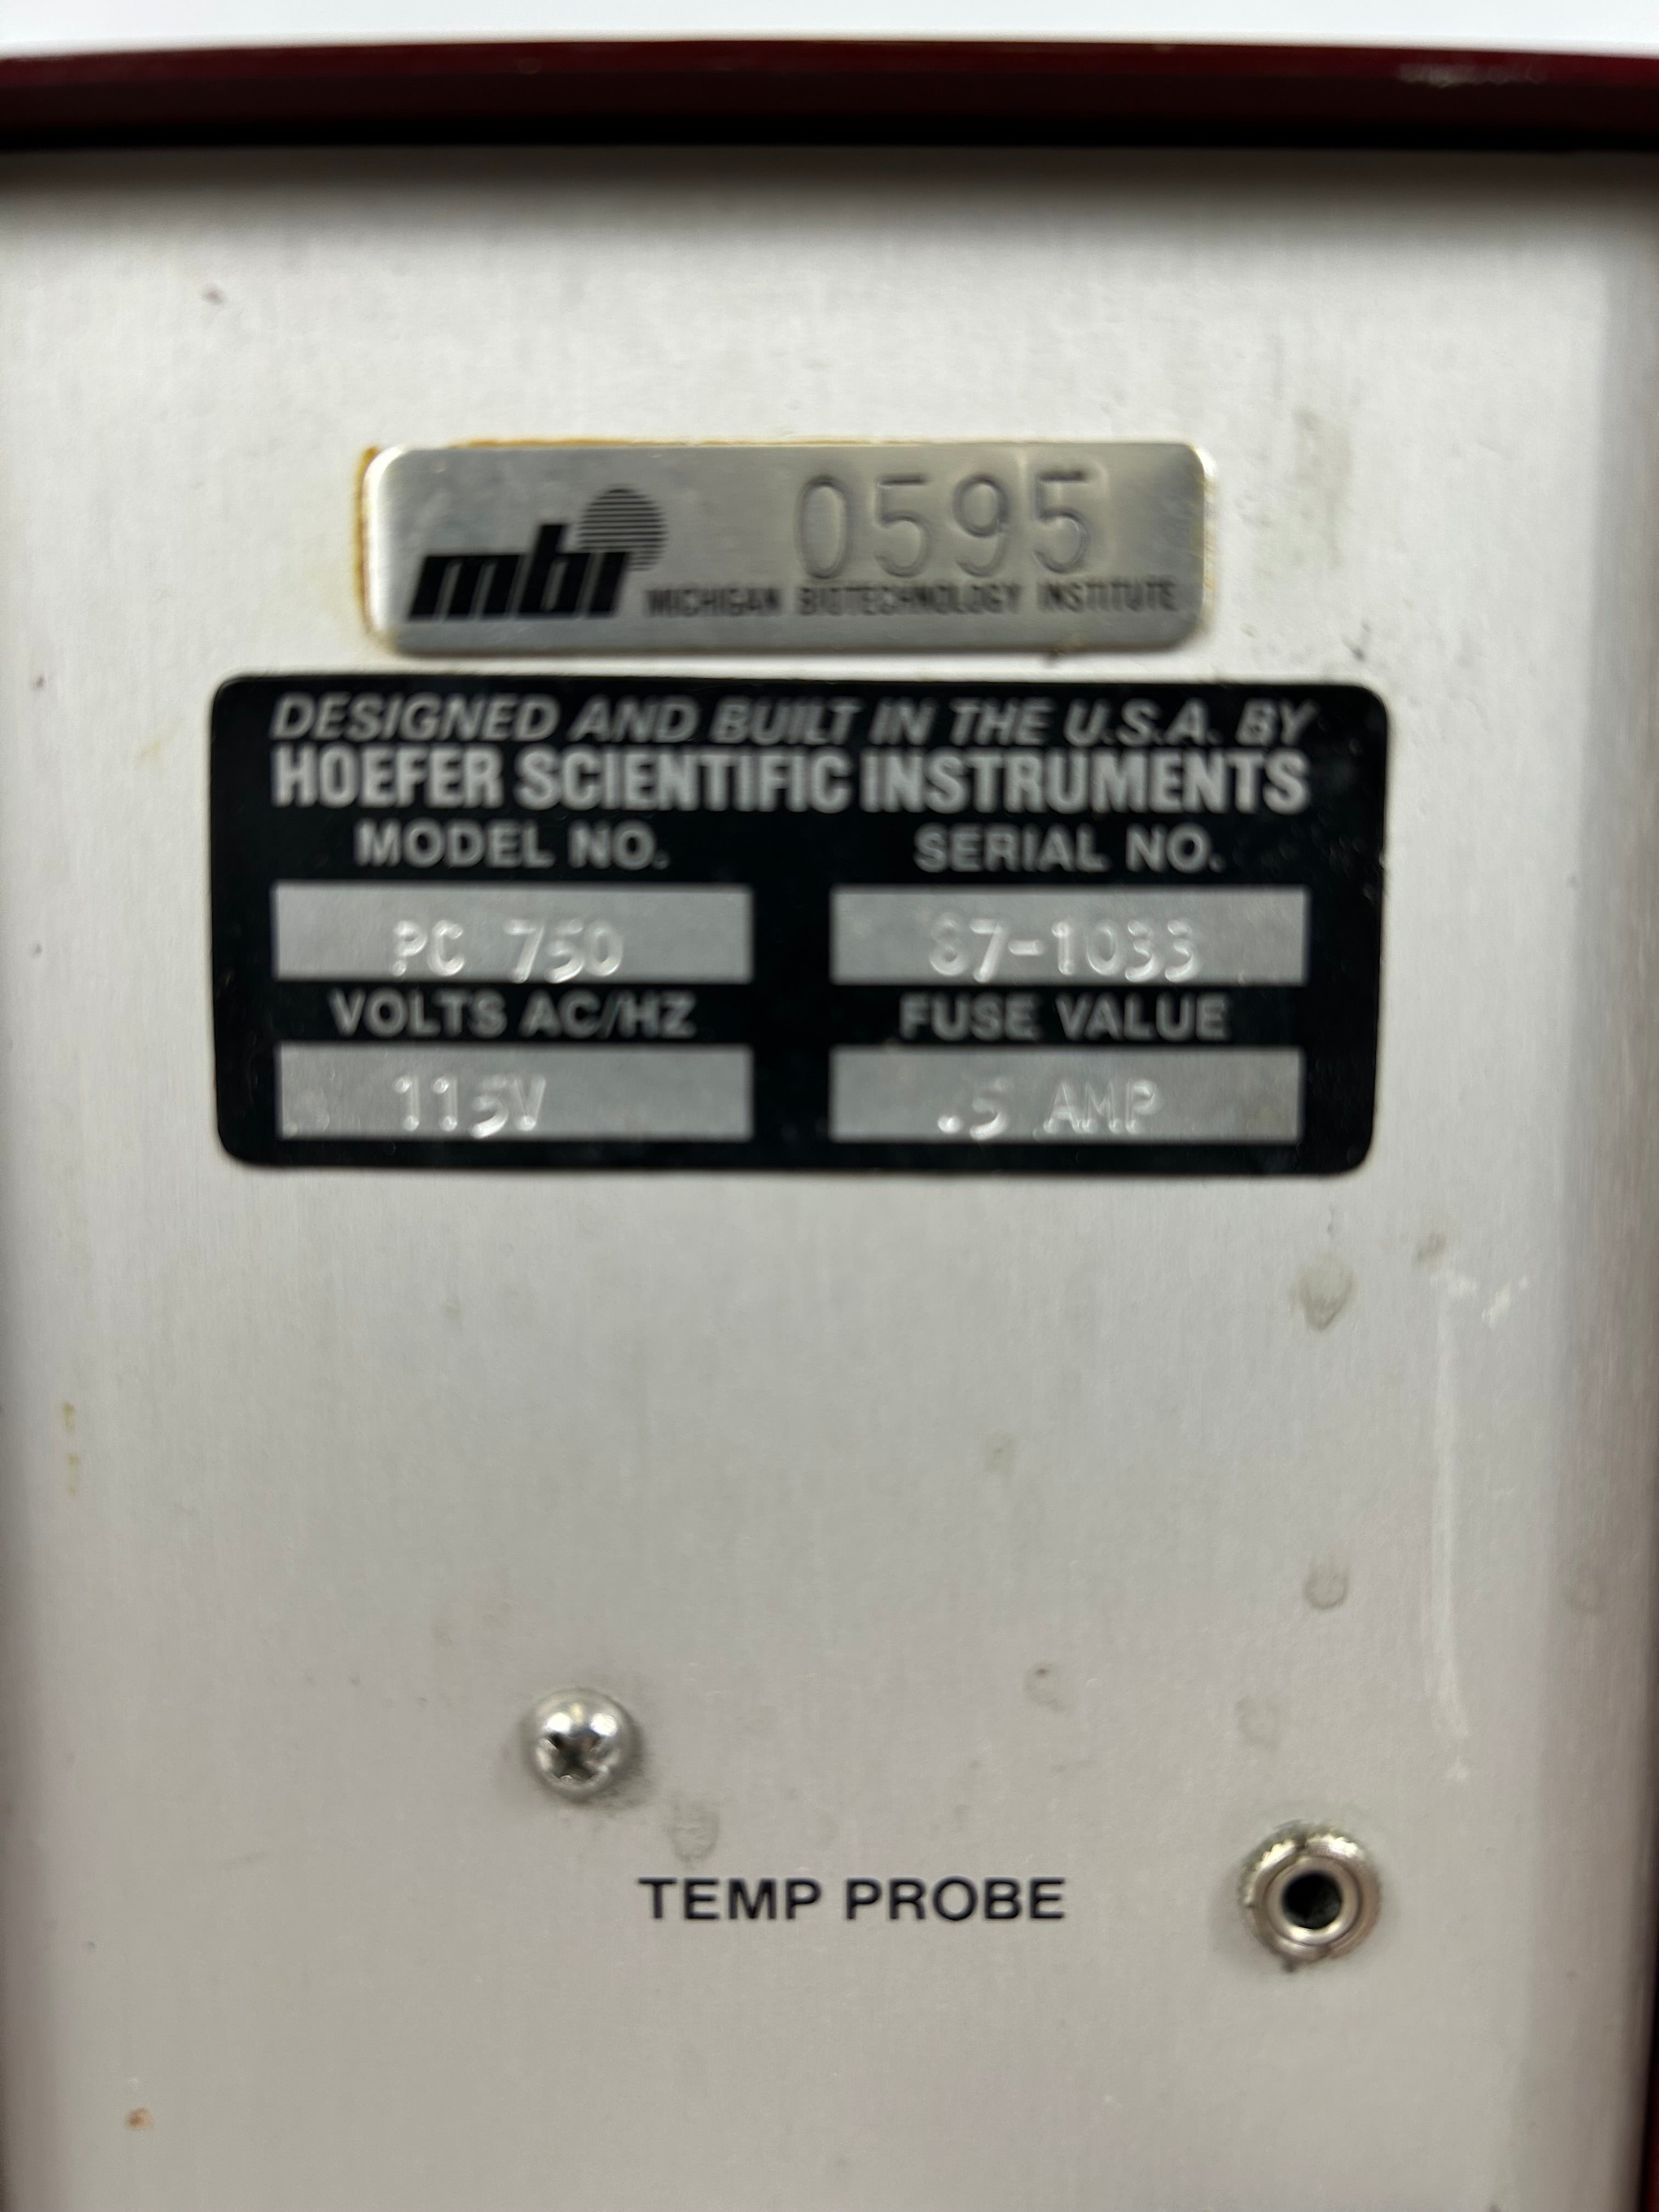 0595
mbi MICHIGAN BIOTECHNOLOGY INSTITUTE
DESIGNED AND BUILT IN THE U.S.A. BY
HOEFER SCIENTIFIC INSTRUMENTS
MODEL NO. SERIAL NO.
PC 750 87-1033
VOLTS AC/HZ FUSE VALUE
115V .5 AMP
TEMP PROBE